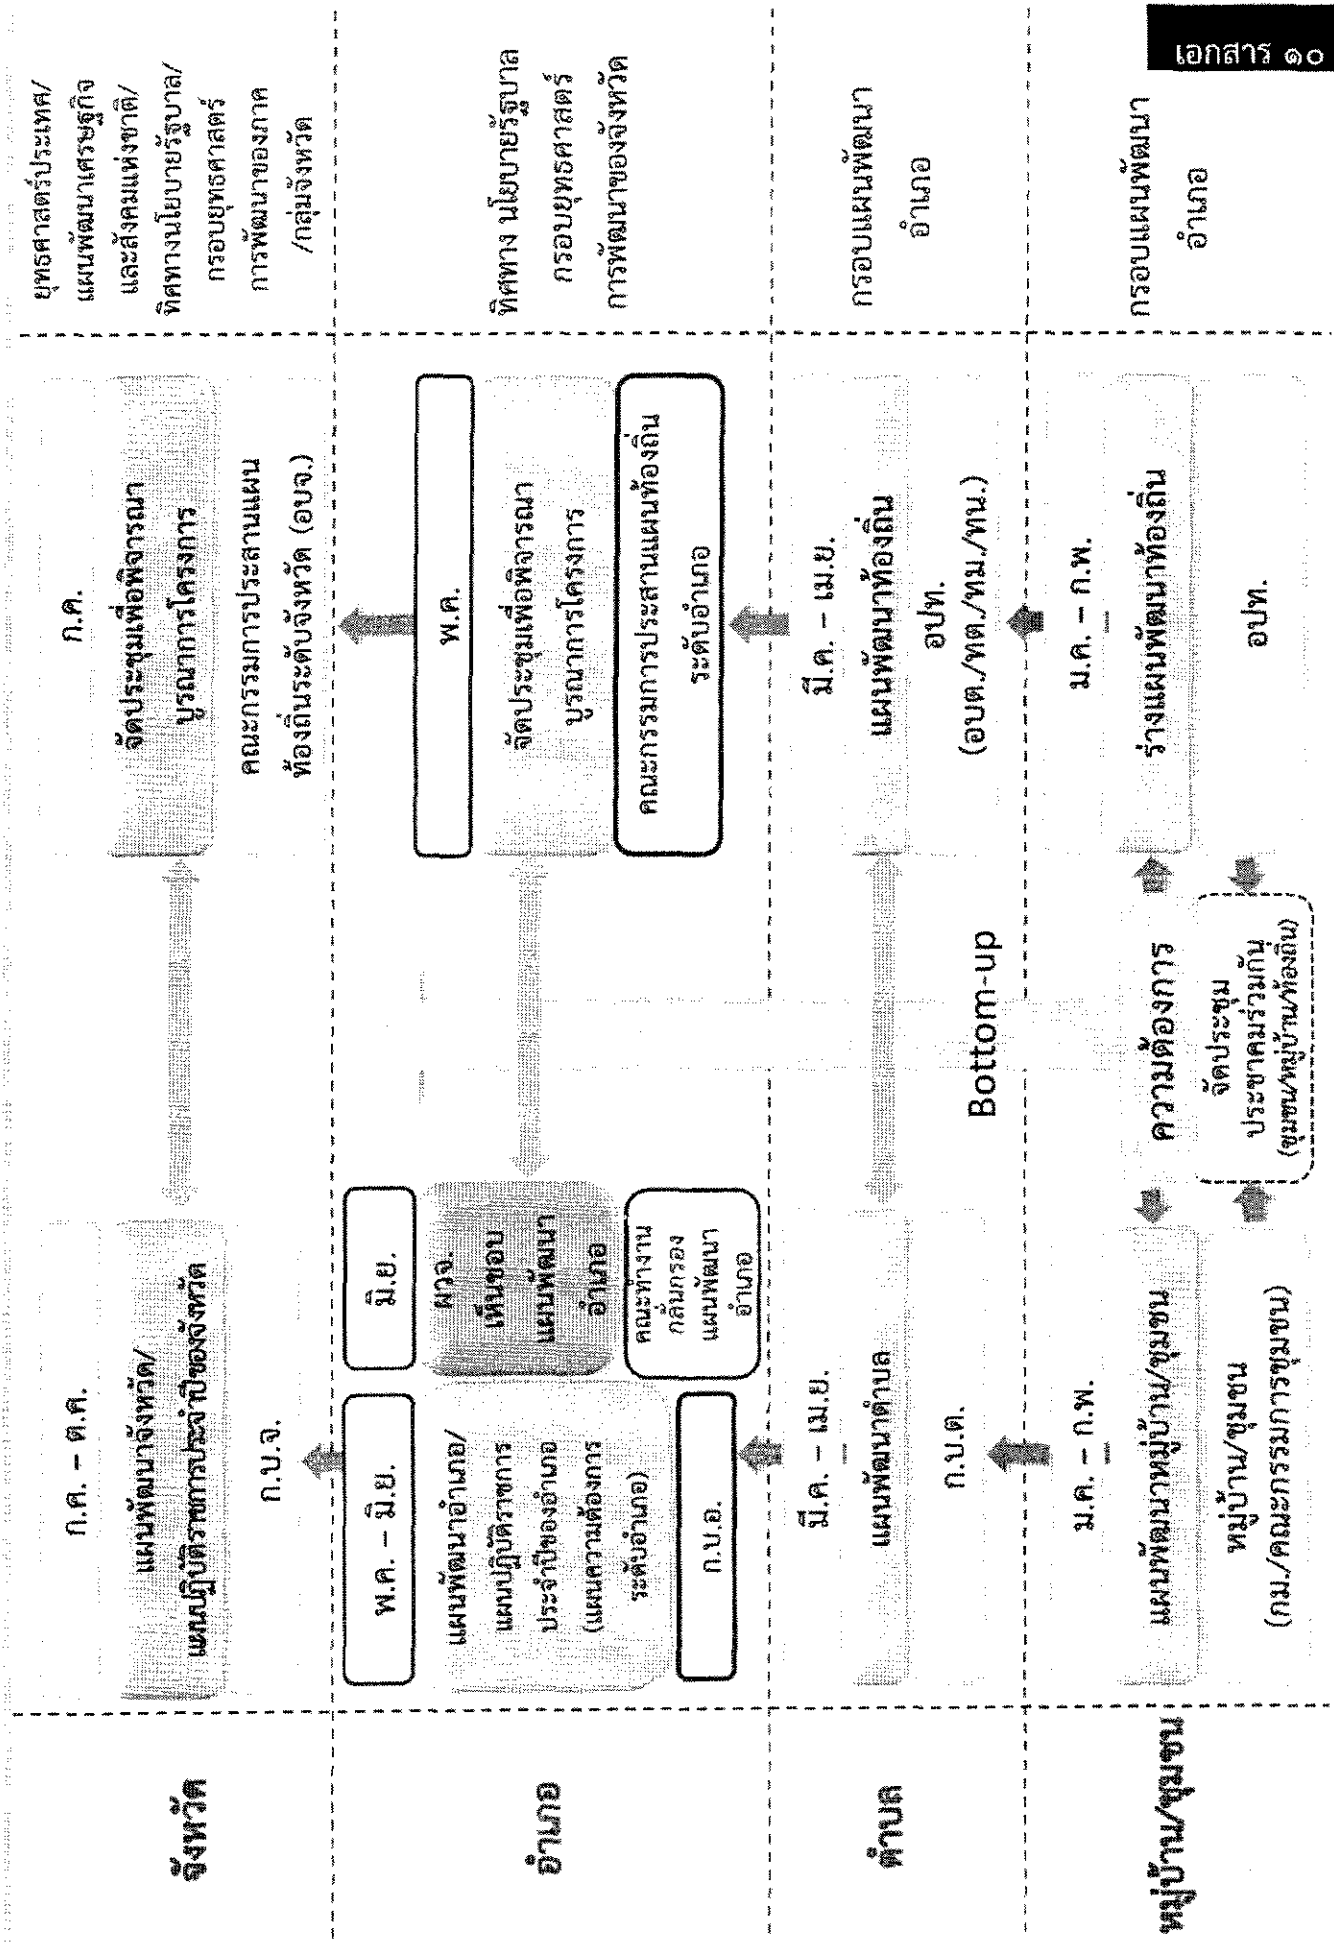 เอกสาร ๑๐
จังหวัด
ก.ค. – ต.ค.
แผนพัฒนาจังหวัด/
แผนปฏิบัติราชการประจำปีของจังหวัด
ก.บ.จ.
ก.ค.
จัดประชุมเพื่อพิจารณา
บูรณาการโครงการ
คณะกรรมการประสานแผน
ท้องถิ่นระดับจังหวัด (อบจ.)
ยุทธศาสตร์ประเทศ/
แผนพัฒนาเศรษฐกิจ
และสังคมแห่งชาติ/
ทิศทางนโยบายรัฐบาล/
กรอบยุทธศาสตร์
การพัฒนาของภาค
/กลุ่มจังหวัด
อำเภอ
พ.ค. – มิ.ย.
แผนพัฒนาอำเภอ/
แผนปฏิบัติราชการ
ประจำปีของอำเภอ
(แผนความต้องการ
ระดับอำเภอ)
ก.บ.อ.
มิ.ย.
ผวจ.
เห็นชอบ
แผนพัฒนา
อำเภอ
คณะทำงาน
กลั่นกรอง
แผนพัฒนา
อำเภอ
พ.ค.
จัดประชุมเพื่อพิจารณา
บูรณาการโครงการ
คณะกรรมการประสานแผนท้องถิ่น
ระดับอำเภอ
ทิศทาง นโยบายรัฐบาล
กรอบยุทธศาสตร์
การพัฒนาของจังหวัด
ตำบล
มี.ค. – เม.ย.
แผนพัฒนาตำบล
ก.บ.ต.
Bottom-up
มี.ค. – เม.ย.
แผนพัฒนาท้องถิ่น
อปท.
(อบต./ทต./ทม./ทน.)
กรอบแผนพัฒนา
อำเภอ
หมู่บ้าน/ชุมชน
ม.ค. – ก.พ.
แผนพัฒนาหมู่บ้าน/ชุมชน
หมู่บ้าน/ชุมชน
(กม./คณะกรรมการชุมชน)
ความต้องการ
จัดประชุม
ประชาคมร่วมกัน
(ชุมชน/หมู่บ้าน/ท้องถิ่น)
ม.ค. – ก.พ.
ร่างแผนพัฒนาท้องถิ่น
อปท.
กรอบแผนพัฒนา
อำเภอ